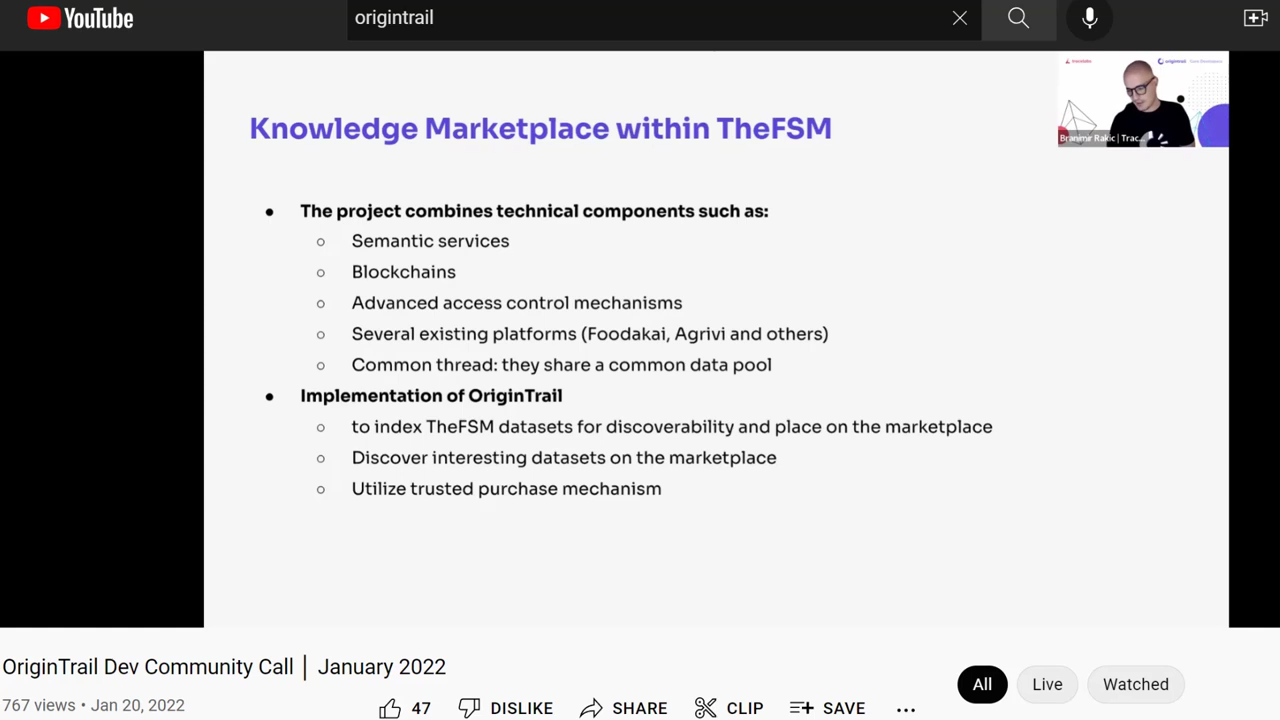 YouTube
origintrail
Knowledge Marketplace within TheFSM
Branimir Rakic | Trac...
● The project combines technical components such as:
○ Semantic services
○ Blockchains
○ Advanced access control mechanisms
○ Several existing platforms (Foodakai, Agrivi and others)
○ Common thread: they share a common data pool
● Implementation of OriginTrail
○ to index TheFSM datasets for discoverability and place on the marketplace
○ Discover interesting datasets on the marketplace
○ Utilize trusted purchase mechanism
OriginTrail Dev Community Call | January 2022
767 views • Jan 20, 2022
47 DISLIKE SHARE CLIP SAVE ...
All Live Watched